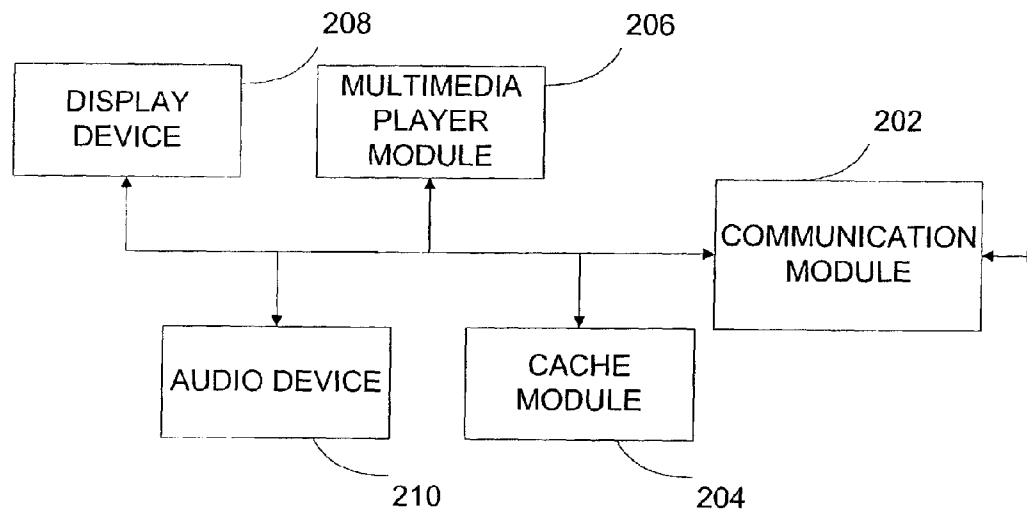 208
206
DISPLAY
DEVICE
MULTIMEDIA
PLAYER
MODULE
202
COMMUNICATION
MODULE
AUDIO DEVICE
CACHE
MODULE
210
204